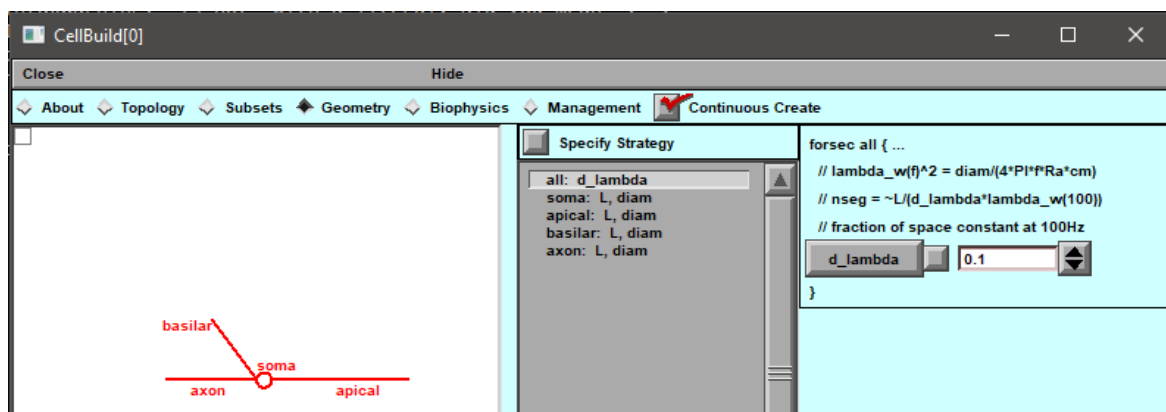 CellBuild[0]
Close Hide
About Topology Subsets Geometry Biophysics Management Continuous Create
Specify Strategy
all: d_lambda
soma: L, diam
apical: L, diam
basilar: L, diam
axon: L, diam
forsec all { ...
// lambda_w(f)^2 = diam/(4*PI*f*Ra*cm)
// nseg = ~L/(d_lambda*lambda_w(100))
// fraction of space constant at 100Hz
d_lambda 0.1
}
basilar
soma
axon apical